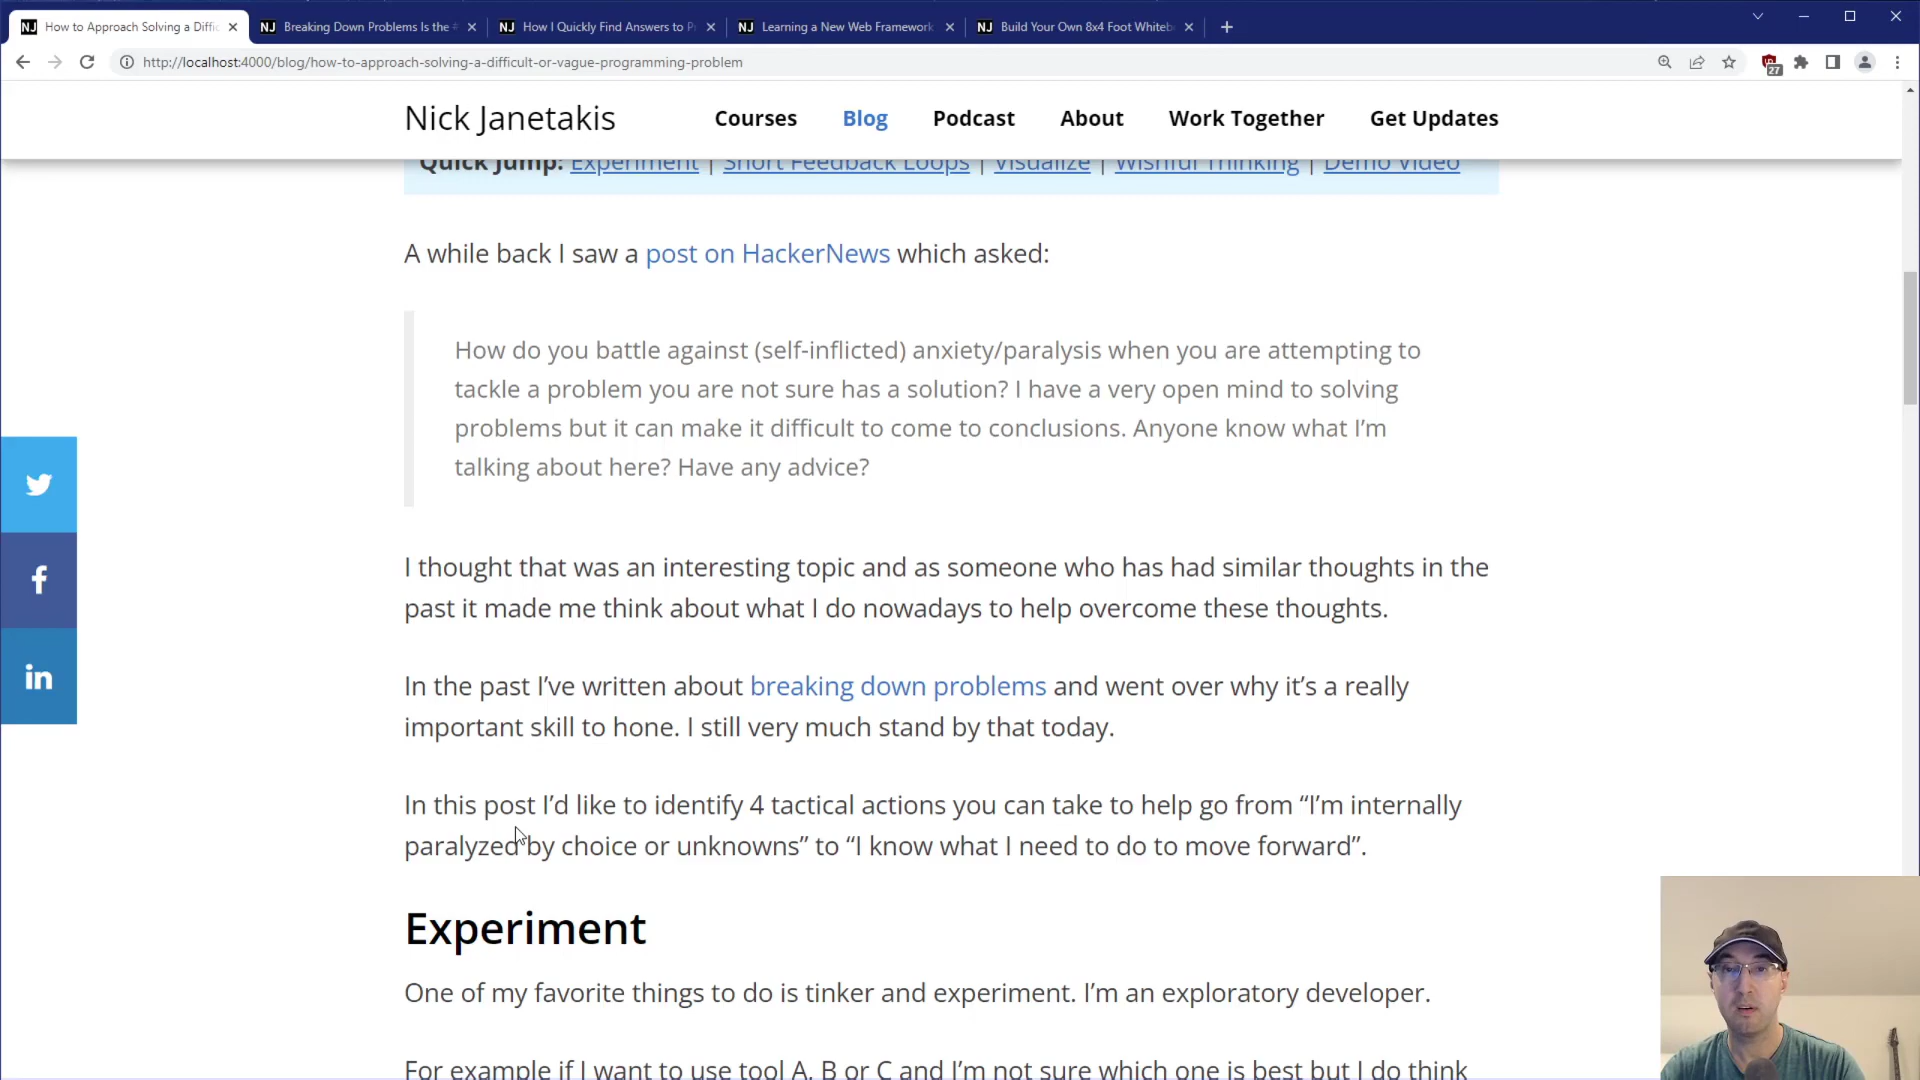 NJ How to Approach Solving a Diffic
NJ Breaking Down Problems Is the #
NJ How I Quickly Find Answers to Pr
NJ Learning a New Web Framework
NJ Build Your Own 8x4 Foot Whiteb
http://localhost:4000/blog/how-to-approach-solving-a-difficult-or-vague-programming-problem
27
Nick Janetakis
Courses Blog Podcast About Work Together Get Updates
Quick Jump: Experiment | Short Feedback Loops | Visualize | Wishful Thinking | Demo Video
A while back I saw a post on HackerNews which asked:
How do you battle against (self-inflicted) anxiety/paralysis when you are attempting to
tackle a problem you are not sure has a solution? I have a very open mind to solving
problems but it can make it difficult to come to conclusions. Anyone know what I’m
talking about here? Have any advice?
I thought that was an interesting topic and as someone who has had similar thoughts in the
past it made me think about what I do nowadays to help overcome these thoughts.
In the past I’ve written about breaking down problems and went over why it’s a really
important skill to hone. I still very much stand by that today.
In this post I’d like to identify 4 tactical actions you can take to help go from “I’m internally
paralyzed by choice or unknowns” to “I know what I need to do to move forward”.
Experiment
One of my favorite things to do is tinker and experiment. I’m an exploratory developer.
For example if I want to use tool A, B or C and I’m not sure which one is best but I do think